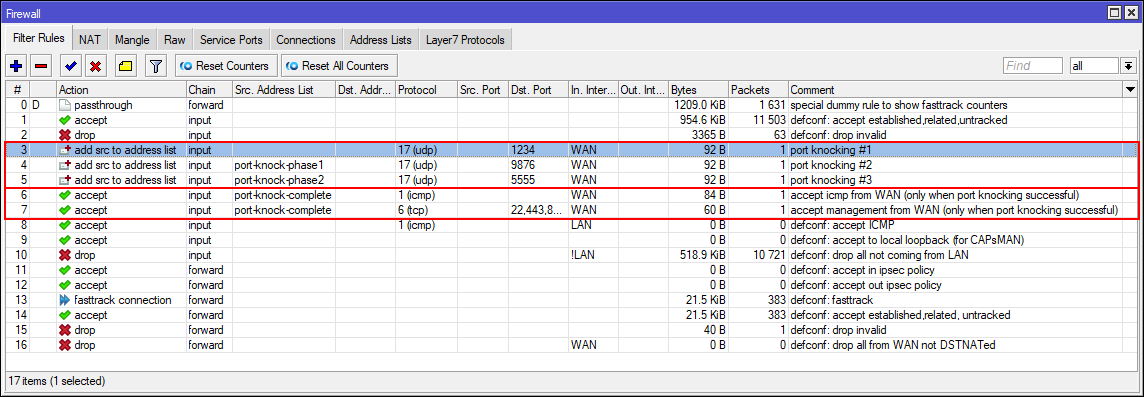 Firewall
Filter Rules NAT Mangle Raw Service Ports Connections Address Lists Layer7 Protocols
Reset Counters Reset All Counters Find all
# Action Chain Src. Address List Dst. Addr... Protocol Src. Port Dst. Port In. Inter... Out. Int... Bytes Packets Comment
0 D passthrough forward 1209.0 KiB 1 631 special dummy rule to show fasttrack counters
1 accept input 954.6 KiB 11 503 defconf: accept established,related,untracked
2 drop input 3365 B 63 defconf: drop invalid
3 add src to address list input 17 (udp) 1234 WAN 92 B 1 port knocking #1
4 add src to address list input port-knock-phase1 17 (udp) 9876 WAN 92 B 1 port knocking #2
5 add src to address list input port-knock-phase2 17 (udp) 5555 WAN 92 B 1 port knocking #3
6 accept input port-knock-complete 1 (icmp) WAN 84 B 1 accept icmp from WAN (only when port knocking successful)
7 accept input port-knock-complete 6 (tcp) 22,443,8... WAN 60 B 1 accept management from WAN (only when port knocking successful)
8 accept input 1 (icmp) LAN 0 B 0 defconf: accept ICMP
9 accept input 0 B 0 defconf: accept to local loopback (for CAPsMAN)
10 drop input !LAN 518.9 KiB 10 721 defconf: drop all not coming from LAN
11 accept forward 0 B 0 defconf: accept in ipsec policy
12 accept forward 0 B 0 defconf: accept out ipsec policy
13 fasttrack connection forward 21.5 KiB 383 defconf: fasttrack
14 accept forward 21.5 KiB 383 defconf: accept established,related, untracked
15 drop forward 40 B 1 defconf: drop invalid
16 drop forward WAN 0 B 0 defconf: drop all from WAN not DSTNATed
17 items (1 selected)